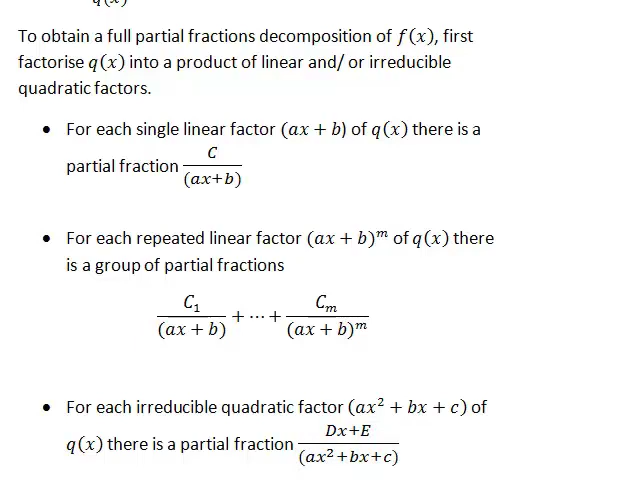 To obtain a full partial fractions decomposition of f(x), first
factorise q(x) into a product of linear and/ or irreducible
quadratic factors.
• For each single linear factor (ax + b) of q(x) there is a
partial fraction C/(ax+b)
• For each repeated linear factor (ax + b)ᵐ of q(x) there
is a group of partial fractions
C₁/(ax + b) + ⋯ + Cₘ/(ax + b)ᵐ
• For each irreducible quadratic factor (ax² + bx + c) of
q(x) there is a partial fraction Dx+E/(ax²+bx+c)